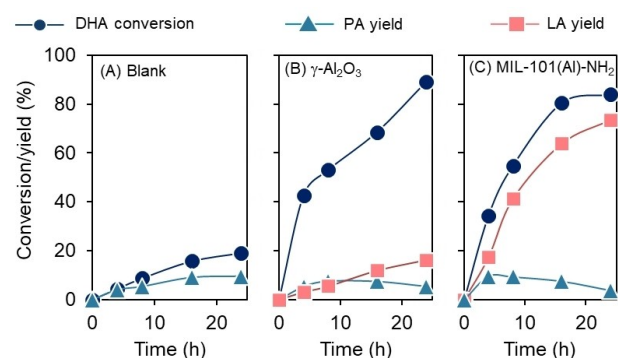 DHA conversion PA yield LA yield
Conversion/yield (%)
100
80
60
40
20
0
(A) Blank
(B) γ-Al₂O₃
(C) MIL-101(Al)-NH₂
0 10 20
0 10 20
0 10 20
Time (h)
Time (h)
Time (h)